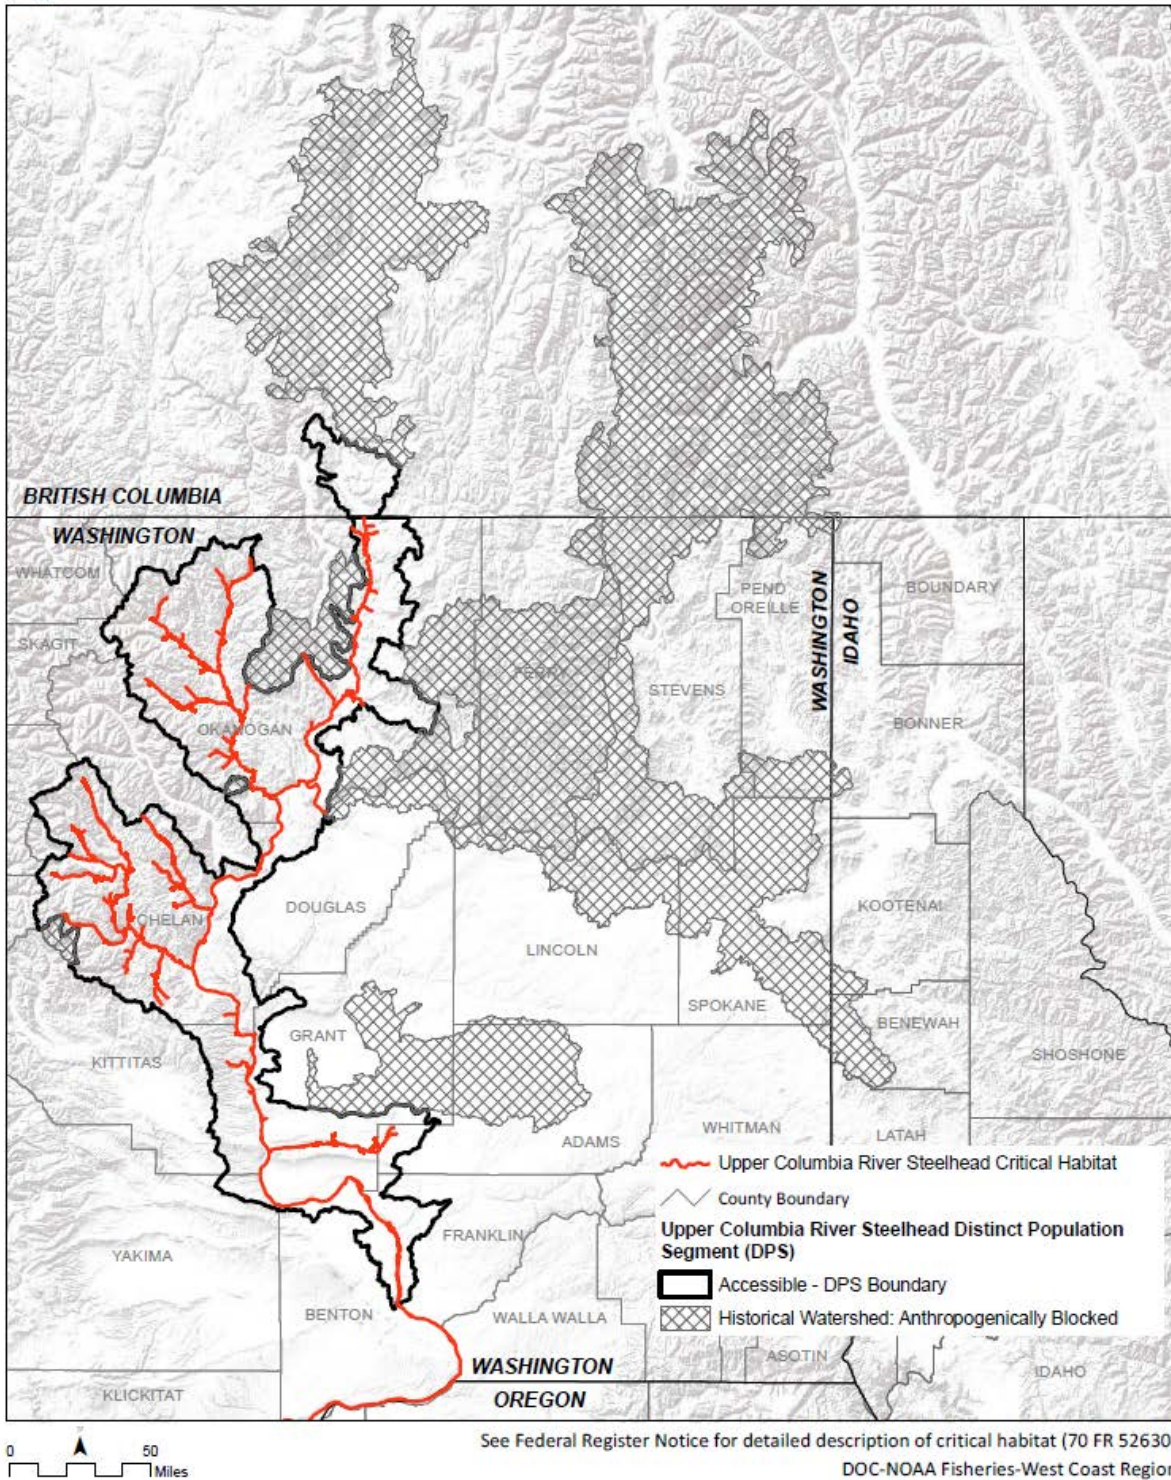 BRITISH COLUMBIA
WASHINGTON
WHATCOM
SKAGIT
OKANOGAN
FERRY
STEVENS
PEND
OREILLE
WASHINGTON
IDAHO
BOUNDARY
BONNER
CHELAN
DOUGLAS
LINCOLN
KOOTENAI
GRANT
SPOKANE
BENEWAH
KITTITAS
SHOSHONE
ADAMS
WHITMAN
LATAH
Upper Columbia River Steelhead Critical Habitat
County Boundary
Upper Columbia River Steelhead Distinct Population
Segment (DPS)
Accessible - DPS Boundary
Historical Watershed: Anthropogenically Blocked
YAKIMA
FRANKLIN
BENTON
WALLA WALLA
WASHINGTON
OREGON
ASOTIN
IDAHO
KLICKITAT
0 50
Miles
See Federal Register Notice for detailed description of critical habitat (70 FR 52630
DOC-NOAA Fisheries-West Coast Region